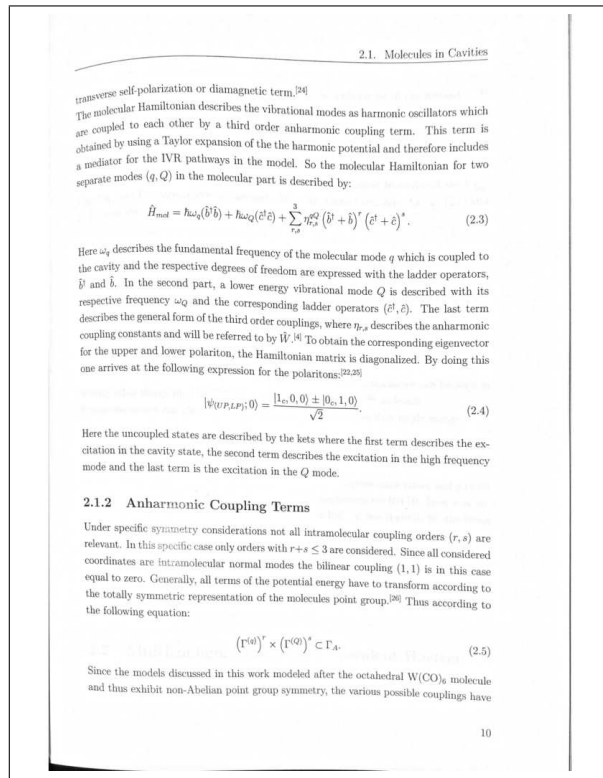 2.1. Molecules in Cavities
transverse self-polarization or diamagnetic term.[24]
The molecular Hamiltonian describes the vibrational modes as harmonic oscillators which
are coupled to each other by a third order anharmonic coupling term. This term is
obtained by using a Taylor expansion of the the harmonic potential and therefore includes
a mediator for the IVR pathways in the model. So the molecular Hamiltonian for two
separate modes (q, Q) in the molecular part is described by:
Ĥ_mol = ℏω_q(b̂†b̂) + ℏω_Q(ĉ†ĉ) + ∑_{r,s}^{3} η_{r,s}^{qQ} (b̂† + b̂)^r (ĉ† + ĉ)^s. (2.3)
Here ω_q describes the fundamental frequency of the molecular mode q which is coupled to
the cavity and the respective degrees of freedom are expressed with the ladder operators,
b̂† and b̂. In the second part, a lower energy vibrational mode Q is described with its
respective frequency ω_Q and the corresponding ladder operators (ĉ†, ĉ). The last term
describes the general form of the third order couplings, where η_{r,s} describes the anharmonic
coupling constants and will be referred to by Ŵ.[4] To obtain the corresponding eigenvector
for the upper and lower polariton, the Hamiltonian matrix is diagonalized. By doing this
one arrives at the following expression for the polaritons:[22,25]
|ψ_(UP,LP); 0⟩ = (|1_c, 0, 0⟩ ± |0_c, 1, 0⟩)/√2. (2.4)
Here the uncoupled states are described by the kets where the first term describes the ex-
citation in the cavity state, the second term describes the excitation in the high frequency
mode and the last term is the excitation in the Q mode.
2.1.2 Anharmonic Coupling Terms
Under specific symmetry considerations not all intramolecular coupling orders (r, s) are
relevant. In this specific case only orders with r+s ≤ 3 are considered. Since all considered
coordinates are intramolecular normal modes the bilinear coupling (1, 1) is in this case
equal to zero. Generally, all terms of the potential energy have to transform according to
the totally symmetric representation of the molecules point group.[26] Thus according to
the following equation:
(Γ^(q))^r × (Γ^(Q))^s ⊂ Γ_A. (2.5)
Since the models discussed in this work modeled after the octahedral W(CO)₆ molecule
and thus exhibit non-Abelian point group symmetry, the various possible couplings have
10